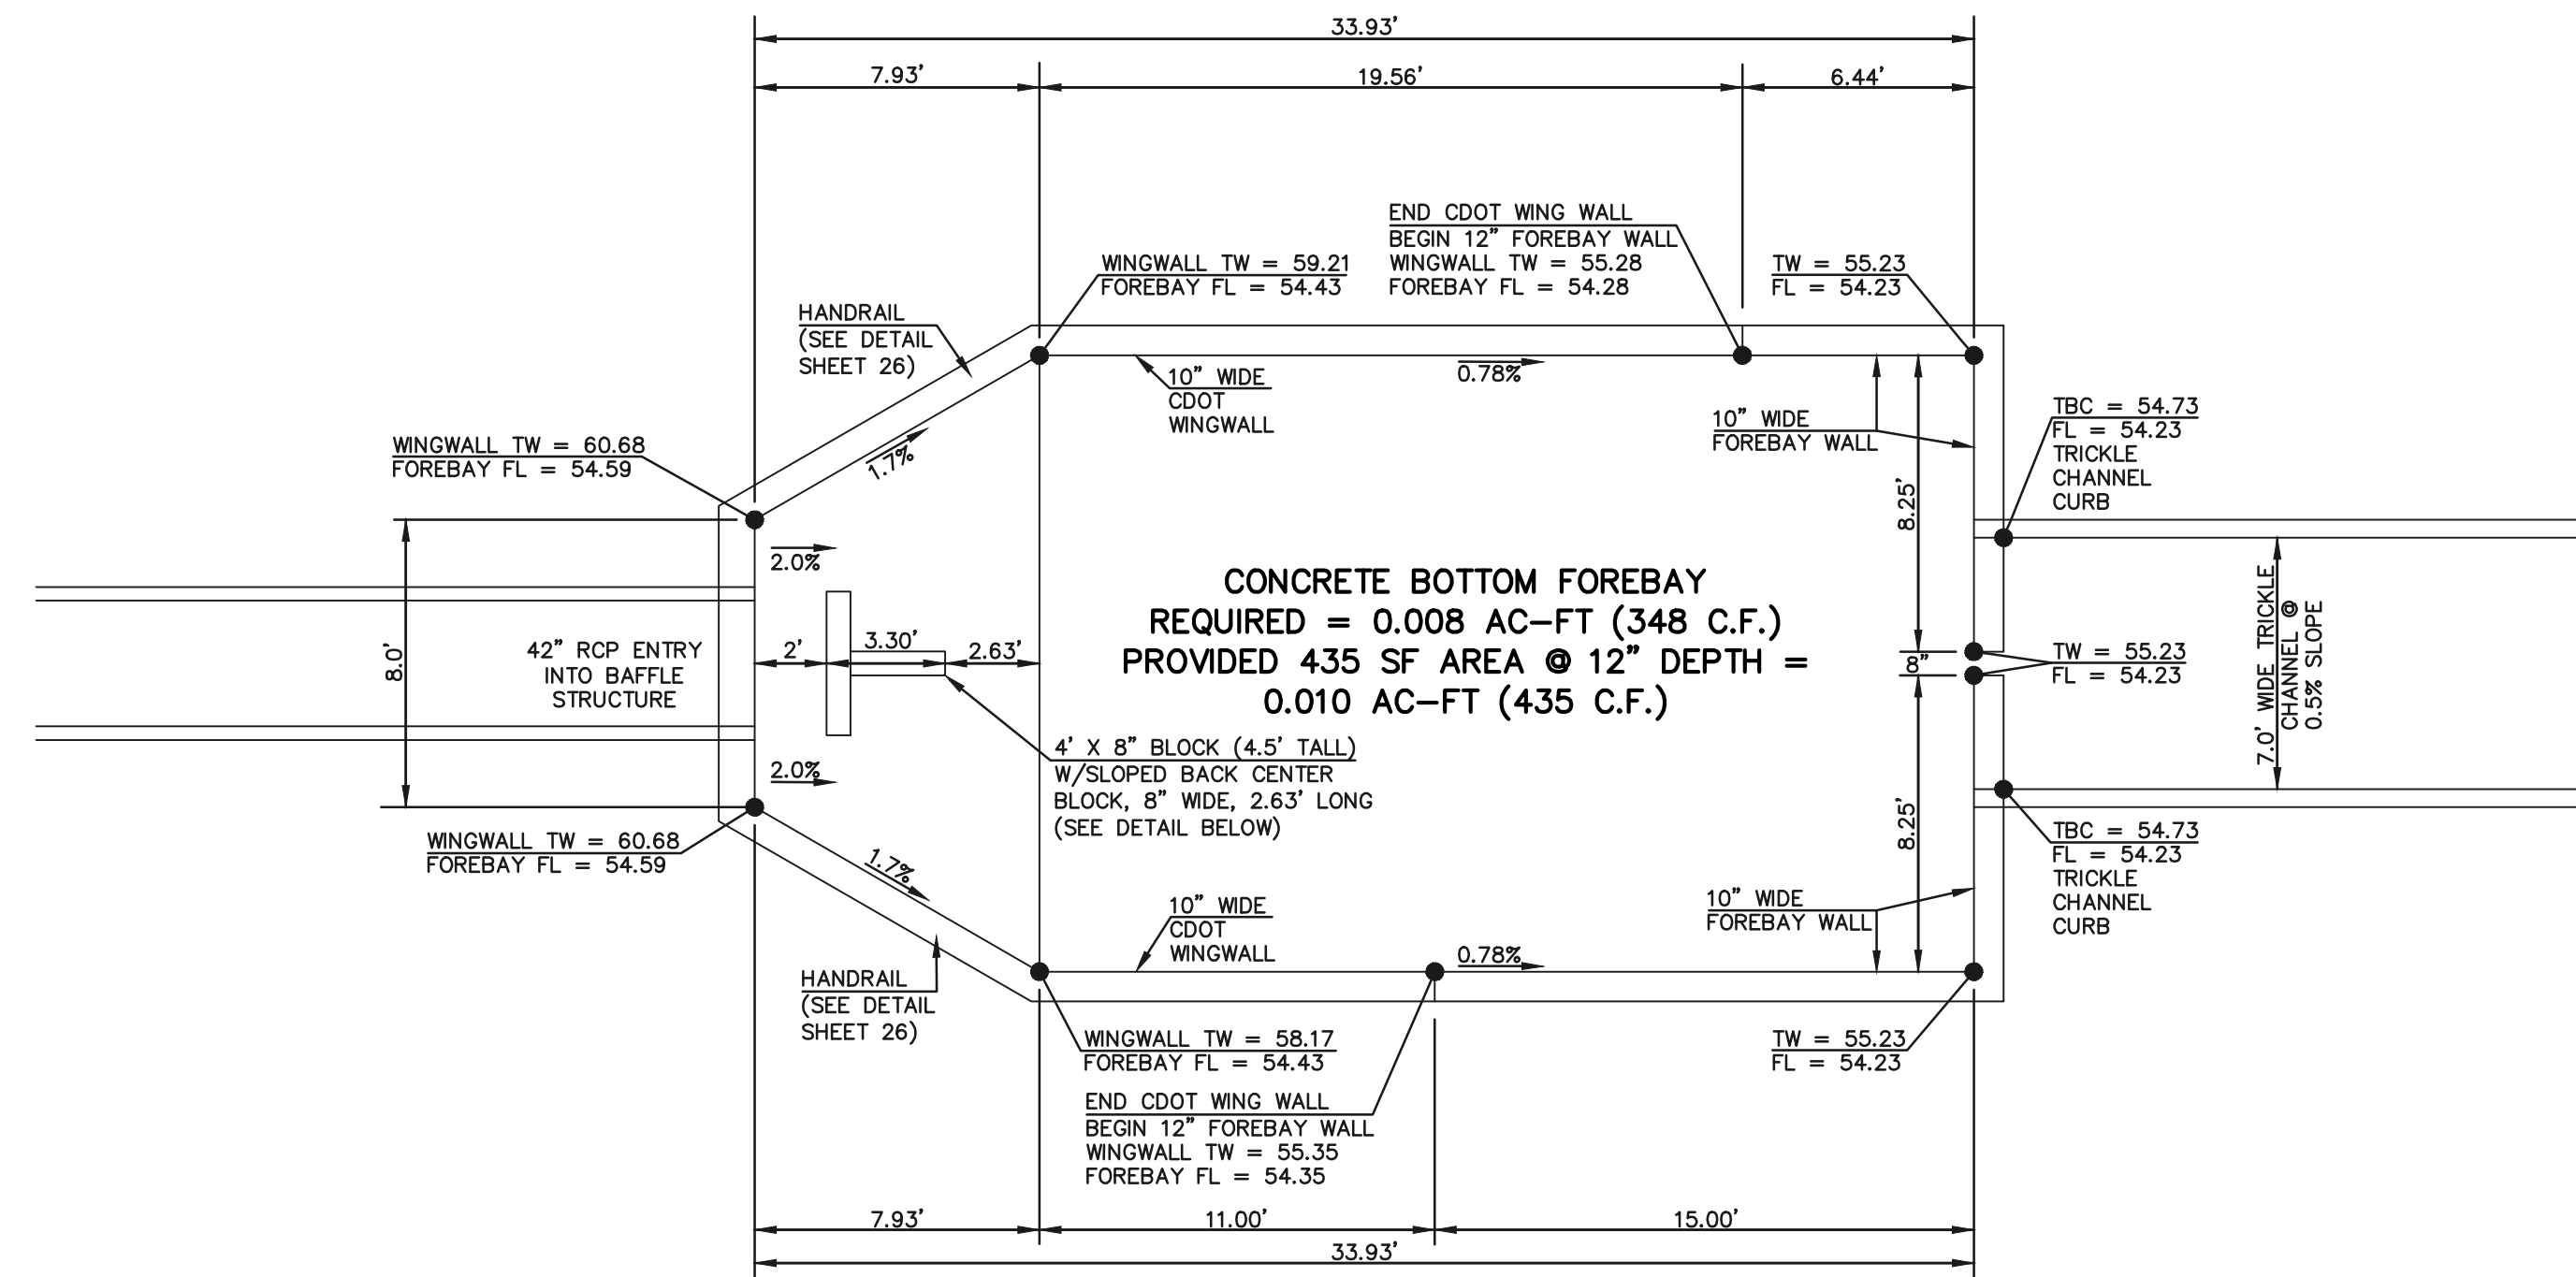 33.93'
7.93'
19.56'
6.44'
END CDOT WING WALL
BEGIN 12" FOREBAY WALL
WINGWALL TW = 55.28
FOREBAY FL = 54.28
WINGWALL TW = 59.21
FOREBAY FL = 54.43
TW = 55.23
FL = 54.23
HANDRAIL
(SEE DETAIL
SHEET 26)
10" WIDE
CDOT
WINGWALL
0.78%
10" WIDE
FOREBAY WALL
TBC = 54.73
FL = 54.23
TRICKLE
CHANNEL
CURB
WINGWALL TW = 60.68
FOREBAY FL = 54.59
1.7%
8.25'
2.0%
8.0'
42" RCP ENTRY
INTO BAFFLE
STRUCTURE
2'
3.30'
2.63'
CONCRETE BOTTOM FOREBAY
REQUIRED = 0.008 AC-FT (348 C.F.)
PROVIDED 435 SF AREA @ 12" DEPTH =
0.010 AC-FT (435 C.F.)
8"
TW = 55.23
FL = 54.23
7.0' WIDE TRICKLE
CHANNEL @
0.5% SLOPE
4' X 8" BLOCK (4.5' TALL)
W/SLOPED BACK CENTER
BLOCK, 8" WIDE, 2.63' LONG
(SEE DETAIL BELOW)
2.0%
8.25'
WINGWALL TW = 60.68
FOREBAY FL = 54.59
1.7%
TBC = 54.73
FL = 54.23
TRICKLE
CHANNEL
CURB
10" WIDE
CDOT
WINGWALL
0.78%
10" WIDE
FOREBAY WALL
HANDRAIL
(SEE DETAIL
SHEET 26)
WINGWALL TW = 58.17
FOREBAY FL = 54.43
TW = 55.23
FL = 54.23
END CDOT WING WALL
BEGIN 12" FOREBAY WALL
WINGWALL TW = 55.35
FOREBAY FL = 54.35
7.93'
11.00'
15.00'
33.93'